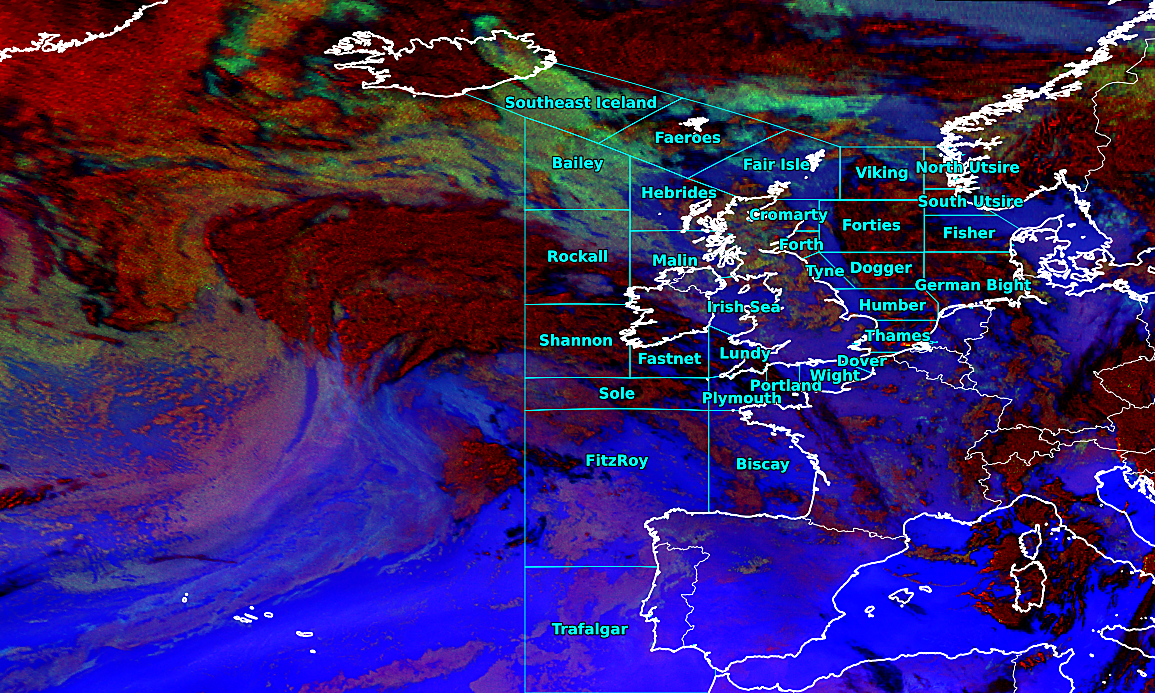 Southeast Iceland
Faeroes
Bailey
Fair Isle
Viking
North Utsire
Hebrides
South Utsire
Cromarty
Forties
Fisher
Forth
Rockall
Malin
Tyne
Dogger
German Bight
Irish Sea
Humber
Shannon
Thames
Fastnet
Lundy
Dover
Wight
Portland
Sole
Plymouth
FitzRoy
Biscay
Trafalgar